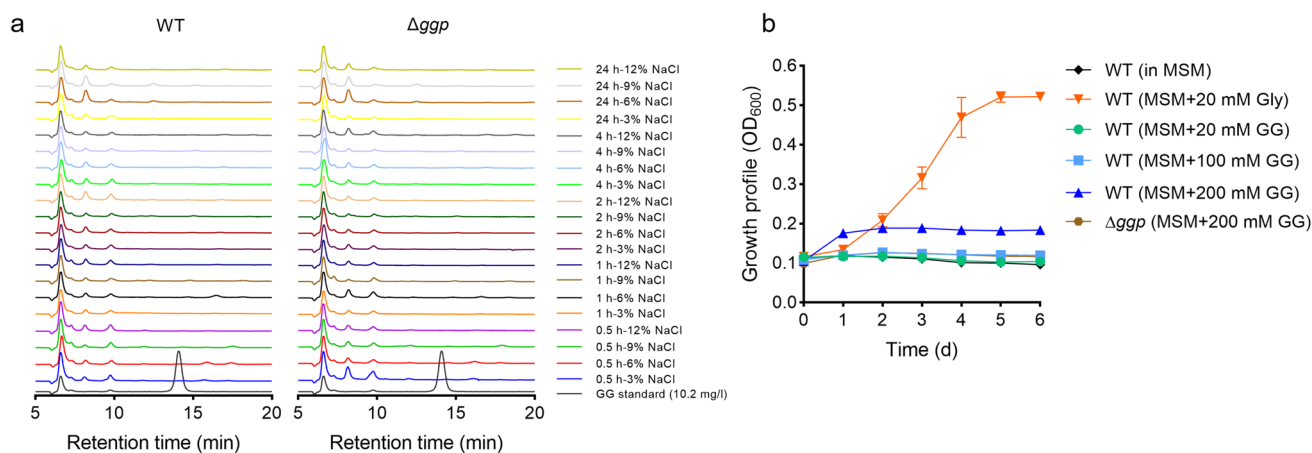 a
WT
Δggp
24 h-12% NaCl
24 h-9% NaCl
24 h-6% NaCl
24 h-3% NaCl
4 h-12% NaCl
4 h-9% NaCl
4 h-6% NaCl
4 h-3% NaCl
2 h-12% NaCl
2 h-9% NaCl
2 h-6% NaCl
2 h-3% NaCl
1 h-12% NaCl
1 h-9% NaCl
1 h-6% NaCl
1 h-3% NaCl
0.5 h-12% NaCl
0.5 h-9% NaCl
0.5 h-6% NaCl
0.5 h-3% NaCl
GG standard (10.2 mg/l)
5 10 15 20
5 10 15 20
Retention time (min)
Retention time (min)
b
Growth profile (OD600)
0.6
0.5
0.4
0.3
0.2
0.1
0.0
0 1 2 3 4 5 6
Time (d)
WT (in MSM)
WT (MSM+20 mM Gly)
WT (MSM+20 mM GG)
WT (MSM+100 mM GG)
WT (MSM+200 mM GG)
Δggp (MSM+200 mM GG)